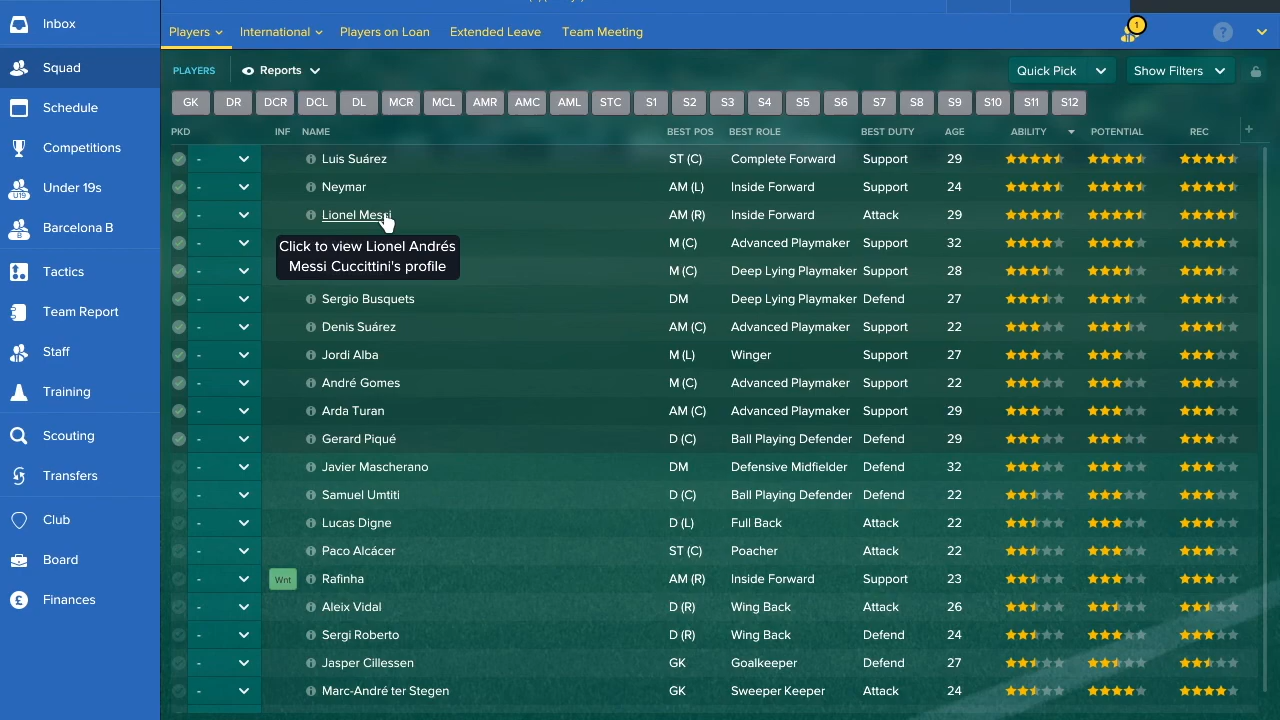 Inbox
Squad
Schedule
Competitions
U19 Under 19s
B Barcelona B
Tactics
Team Report
Staff
Training
Scouting
Transfers
Club
Board
£ Finances
Players International Players on Loan Extended Leave Team Meeting 1 ?
PLAYERS Reports Quick Pick Show Filters
GK DR DCR DCL DL MCR MCL AMR AMC AML STC S1 S2 S3 S4 S5 S6 S7 S8 S9 S10 S11 S12
PKD INF NAME BEST POS BEST ROLE BEST DUTY AGE ABILITY POTENTIAL REC +
- Luis Suárez ST (C) Complete Forward Support 29
- Neymar AM (L) Inside Forward Support 24
- Lionel Messi AM (R) Inside Forward Attack 29
- M (C) Advanced Playmaker Support 32
- M (C) Deep Lying Playmaker Support 28
Click to view Lionel Andrés
Messi Cuccittini's profile
- Sergio Busquets DM Deep Lying Playmaker Defend 27
- Denis Suárez AM (C) Advanced Playmaker Support 22
- Jordi Alba M (L) Winger Support 27
- André Gomes M (C) Advanced Playmaker Support 22
- Arda Turan AM (C) Advanced Playmaker Support 29
- Gerard Piqué D (C) Ball Playing Defender Defend 29
- Javier Mascherano DM Defensive Midfielder Defend 32
- Samuel Umtiti D (C) Ball Playing Defender Defend 22
- Lucas Digne D (L) Full Back Attack 22
- Paco Alcácer ST (C) Poacher Attack 22
- Wnt Rafinha AM (R) Inside Forward Support 23
- Aleix Vidal D (R) Wing Back Attack 26
- Sergi Roberto D (R) Wing Back Defend 24
- Jasper Cillessen GK Goalkeeper Defend 27
- Marc-André ter Stegen GK Sweeper Keeper Attack 24